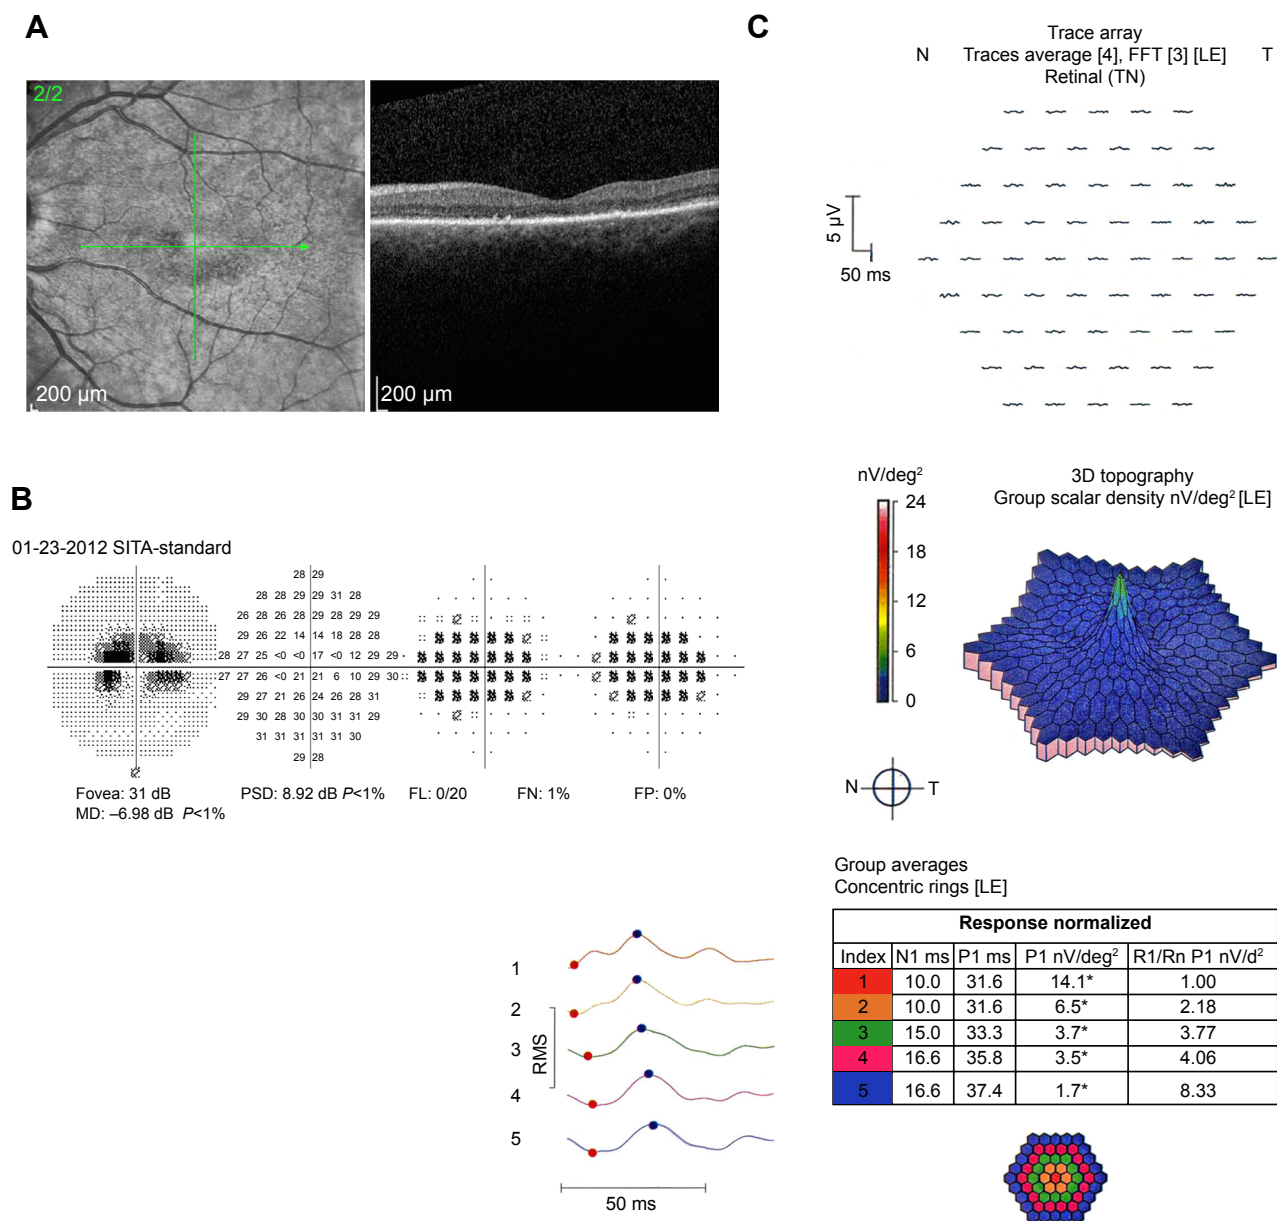 A
2/2
200 µm
200 µm
B
01-23-2012 SITA-standard
28 29
28 28 29 29 31 28
26 28 26 28 29 28 29 29
29 26 22 14 14 18 28 28
28 27 25 <0 <0 17 <0 12 29 29
27 27 26 <0 21 21 6 10 29 30
29 27 21 26 24 26 28 31
29 30 28 30 30 31 31 29
31 31 31 31 31 30
29 28
Fovea: 31 dB
MD: –6.98 dB P<1%
PSD: 8.92 dB P<1%
FL: 0/20
FN: 1%
FP: 0%
C
Trace array
N Traces average [4], FFT [3] [LE] T
Retinal (TN)
5 µV
50 ms
nV/deg²
24
18
12
6
0
3D topography
Group scalar density nV/deg² [LE]
N T
1
2
3
4
5
RMS
50 ms
Group averages
Concentric rings [LE]
Response normalized
Index N1 ms P1 ms P1 nV/deg² R1/Rn P1 nV/d²
1 10.0 31.6 14.1* 1.00
2 10.0 31.6 6.5* 2.18
3 15.0 33.3 3.7* 3.77
4 16.6 35.8 3.5* 4.06
5 16.6 37.4 1.7* 8.33